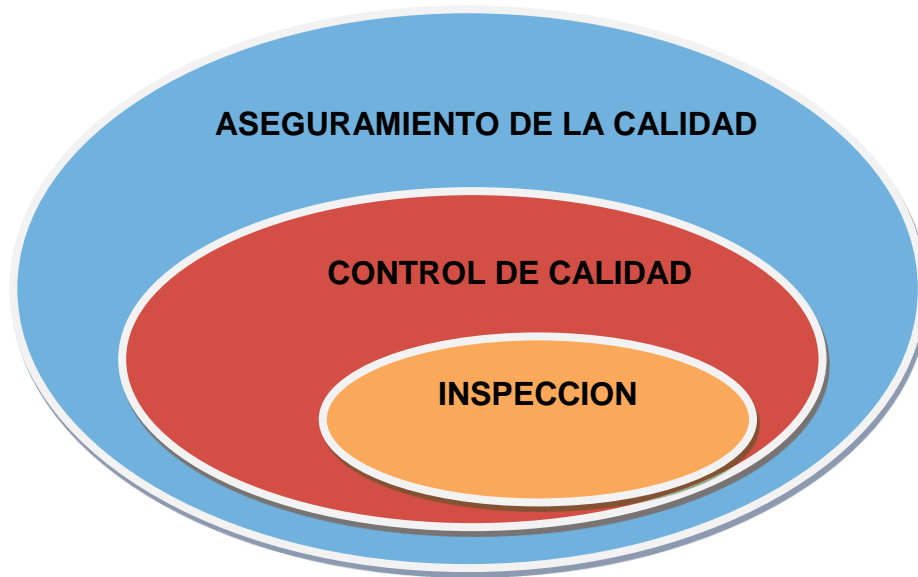 ASEGURAMIENTO DE LA CALIDAD
CONTROL DE CALIDAD
INSPECCION